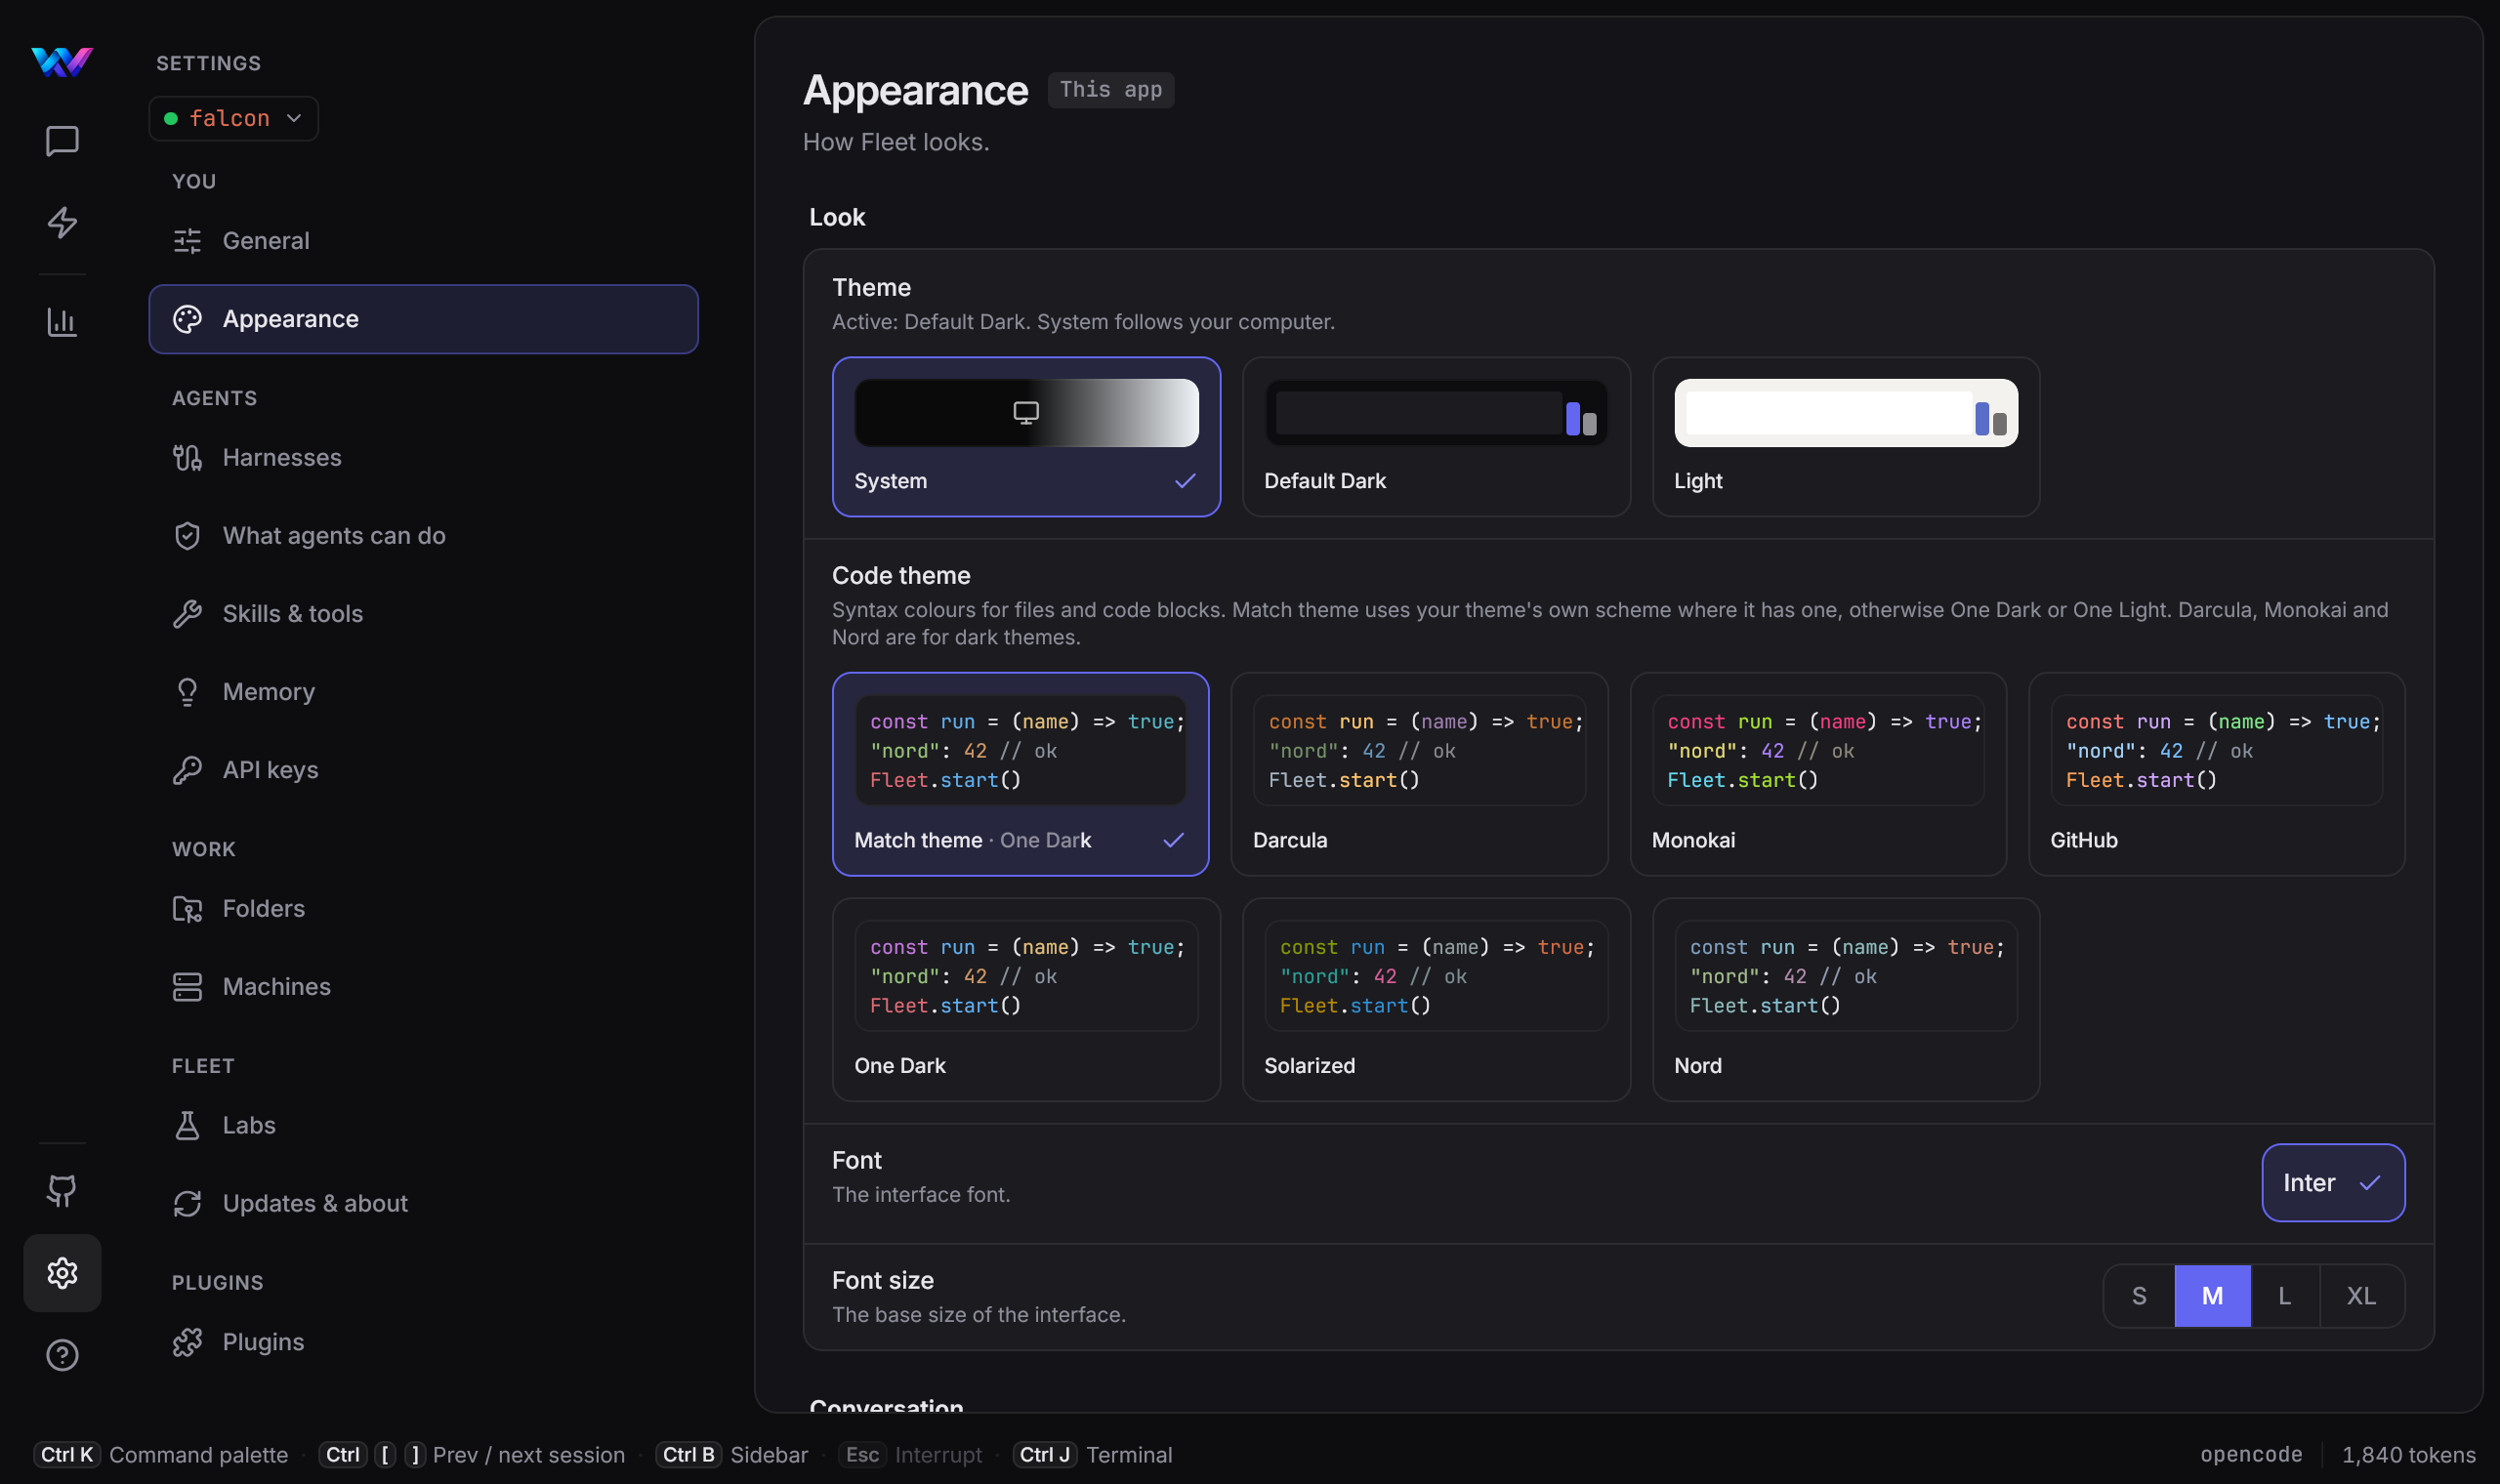 SETTINGS
falcon
YOU
General
Appearance
AGENTS
Harnesses
What agents can do
Skills & tools
Memory
API keys
WORK
Folders
Machines
FLEET
Labs
Updates & about
PLUGINS
Plugins
Appearance This app
How Fleet looks.
Look
Theme
Active: Default Dark. System follows your computer.
System
Default Dark
Light
Code theme
Syntax colours for files and code blocks. Match theme uses your theme's own scheme where it has one, otherwise One Dark or One Light. Darcula, Monokai and
Nord are for dark themes.
const run = (name) => true;
"nord": 42 // ok
Fleet.start()
Match theme · One Dark
const run = (name) => true;
"nord": 42 // ok
Fleet.start()
Darcula
const run = (name) => true;
"nord": 42 // ok
Fleet.start()
Monokai
const run = (name) => true;
"nord": 42 // ok
Fleet.start()
GitHub
const run = (name) => true;
"nord": 42 // ok
Fleet.start()
One Dark
const run = (name) => true;
"nord": 42 // ok
Fleet.start()
Solarized
const run = (name) => true;
"nord": 42 // ok
Fleet.start()
Nord
Font
The interface font.
Inter
Font size
The base size of the interface.
S M L XL
Conversation
Ctrl K Command palette · Ctrl [ ] Prev / next session · Ctrl B Sidebar · Esc Interrupt · Ctrl J Terminal
opencode 1,840 tokens